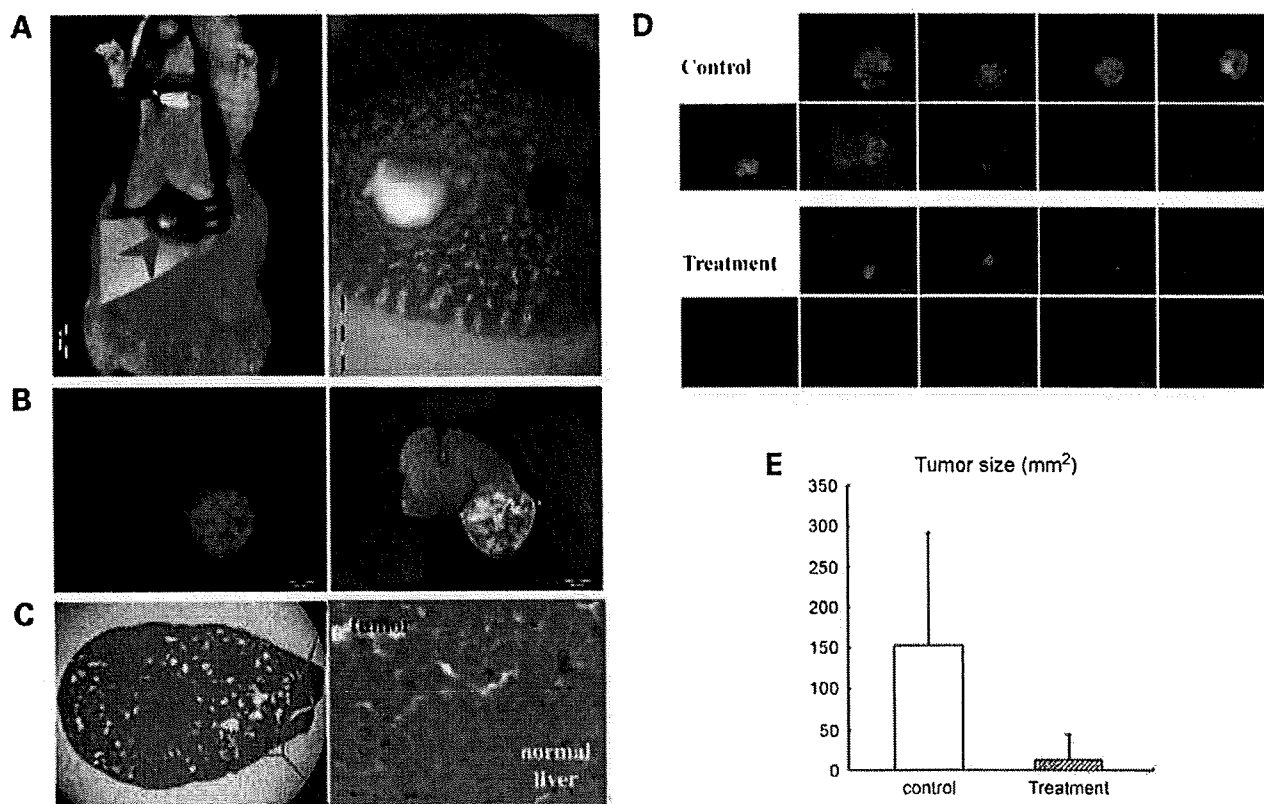 A
B
C
tumor
normal
liver
D
Control
Treatment
E
Tumor size (mm²)
350
300
250
200
150
100
50
0
control
Treatment